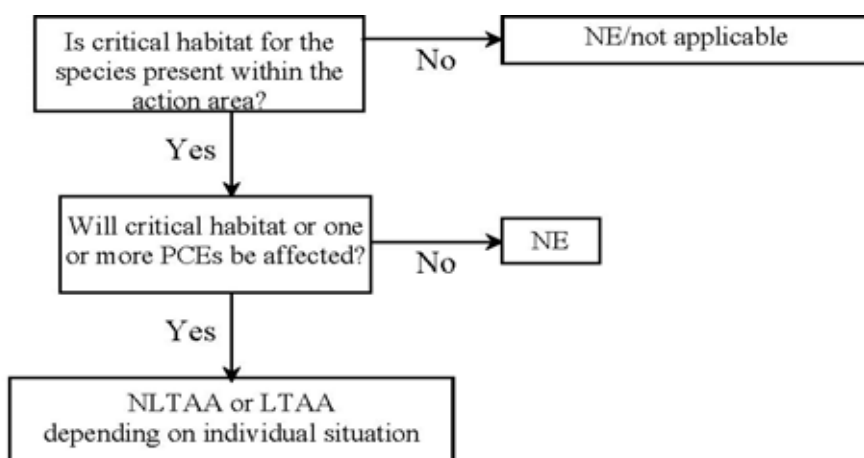 Is critical habitat for the
species present within the
action area?
No
NE/not applicable
Yes
Will critical habitat or one
or more PCEs be affected?
No
NE
Yes
NLTAA or LTAA
depending on individual situation